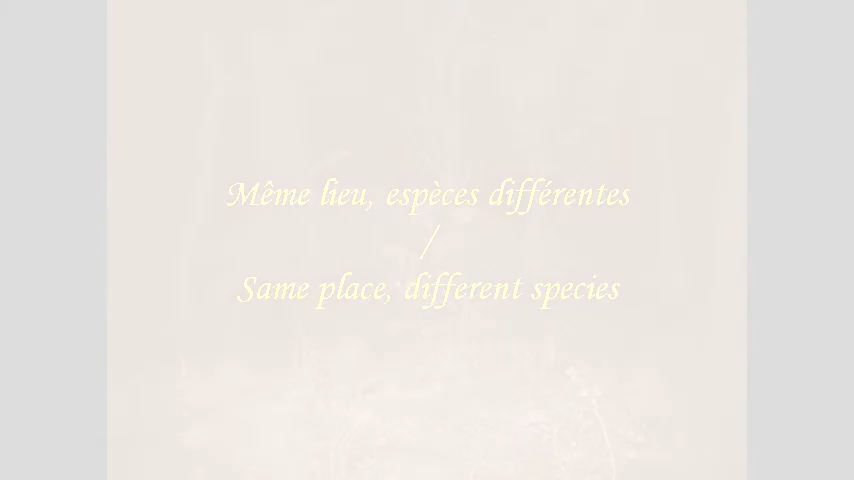 Même lieu, espèces différentes
/
Same place, different species